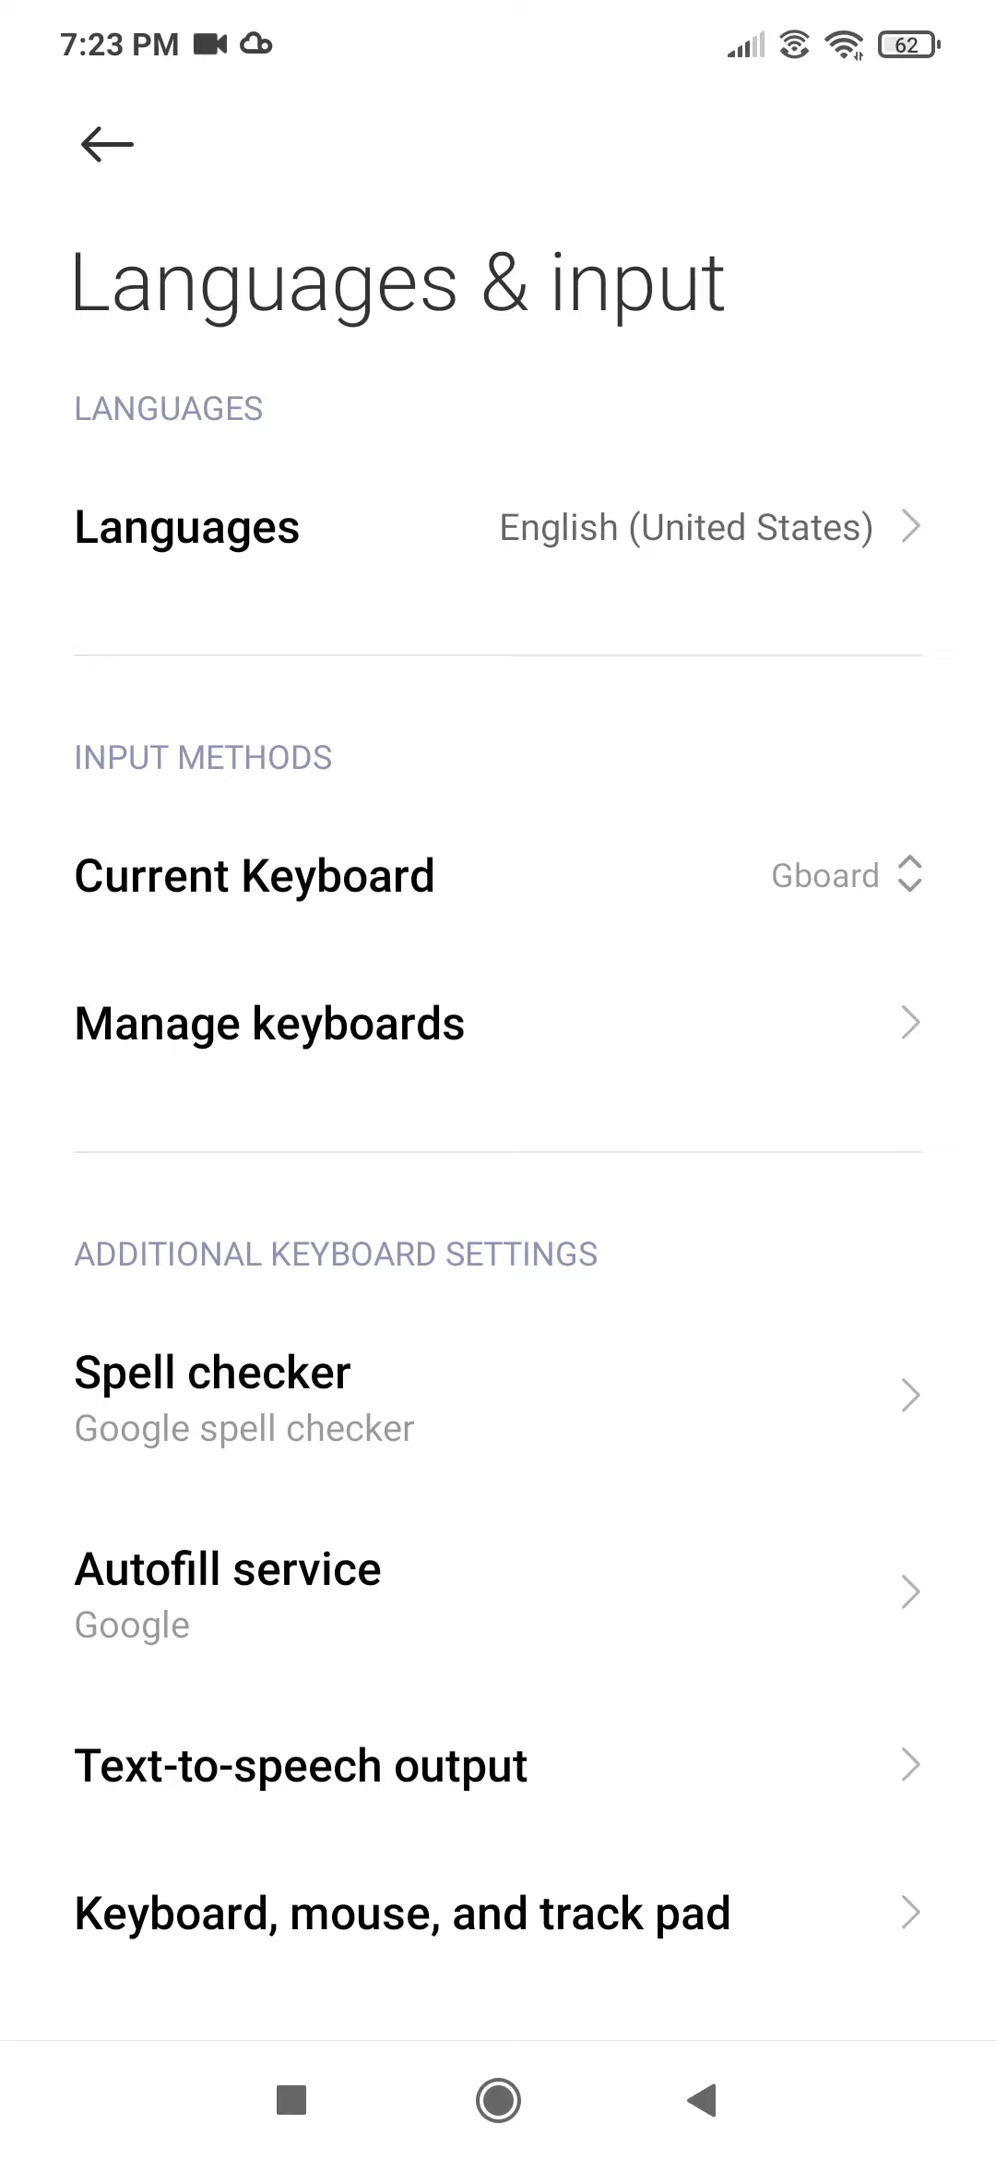 7:23 PM
62
Languages & input
LANGUAGES
Languages English (United States)
INPUT METHODS
Current Keyboard Gboard
Manage keyboards
ADDITIONAL KEYBOARD SETTINGS
Spell checker
Google spell checker
Autofill service
Google
Text-to-speech output
Keyboard, mouse, and track pad